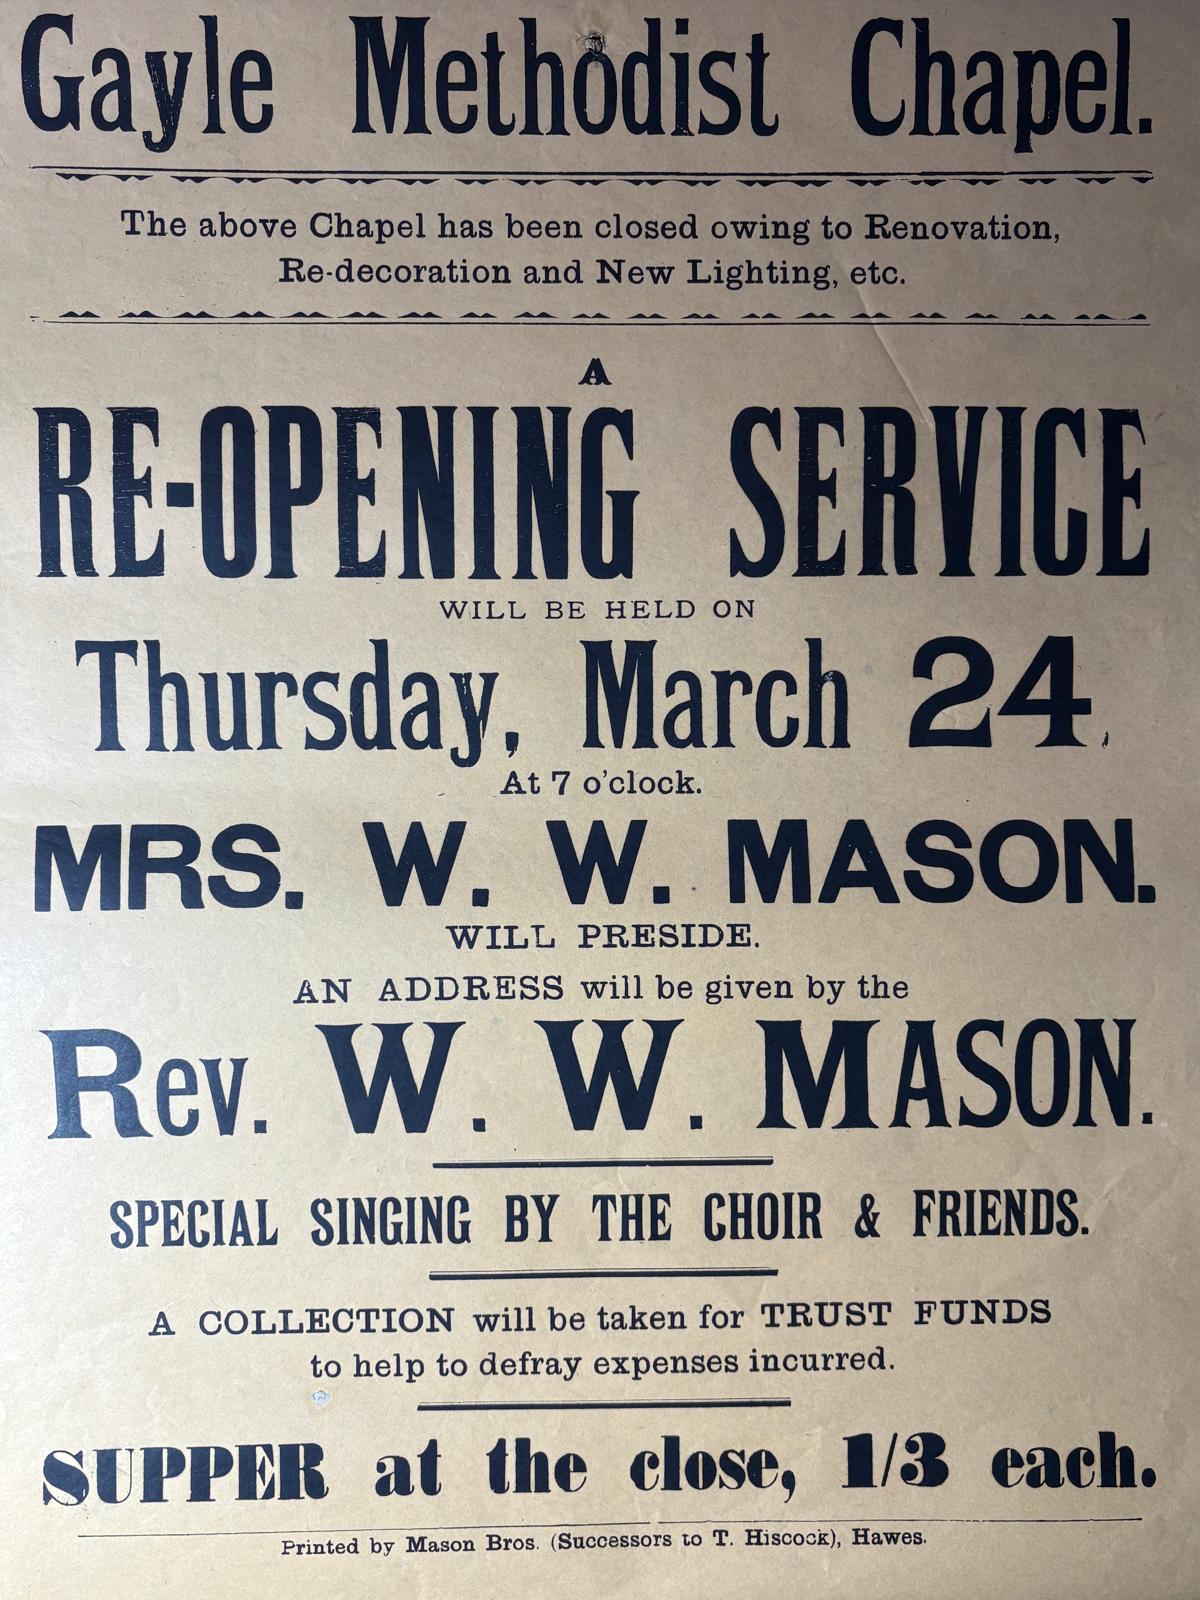 Gayle Methodist Chapel.
The above Chapel has been closed owing to Renovation,
Re-decoration and New Lighting, etc.
A
RE-OPENING SERVICE
WILL BE HELD ON
Thursday, March 24,
At 7 o'clock.
MRS. W. W. MASON.
WILL PRESIDE.
AN ADDRESS will be given by the
Rev. W. W. MASON.
SPECIAL SINGING BY THE CHOIR & FRIENDS.
A COLLECTION will be taken for TRUST FUNDS
to help to defray expenses incurred.
SUPPER at the close, 1/3 each.
Printed by Mason Bros. (Successors to T. Hiscock), Hawes.